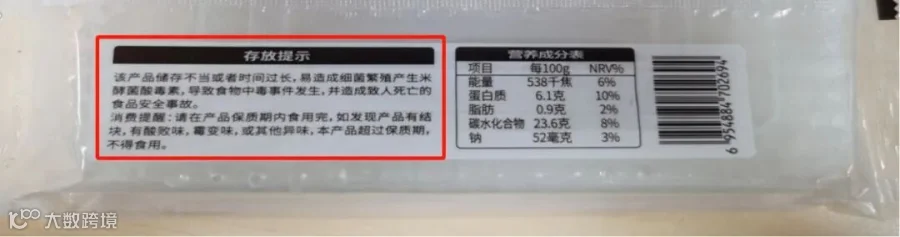 存放提示
该产品储存不当或者时间过长，易造成细菌繁殖产生米
酵菌酸毒素，导致食物中毒事件发生，并造成致人死亡的
食品安全事故。
消费提醒：请在产品保质期内食用完，如发现产品有结
块，有酸败味，霉变味，或其他异味，本产品超过保质期，
不得食用。
营养成分表
项目 每100g NRV%
能量 538千焦 6%
蛋白质 6.1克 10%
脂肪 0.9克 2%
碳水化合物 23.6克 8%
钠 52毫克 3%
6 954884 702694
大数跨境